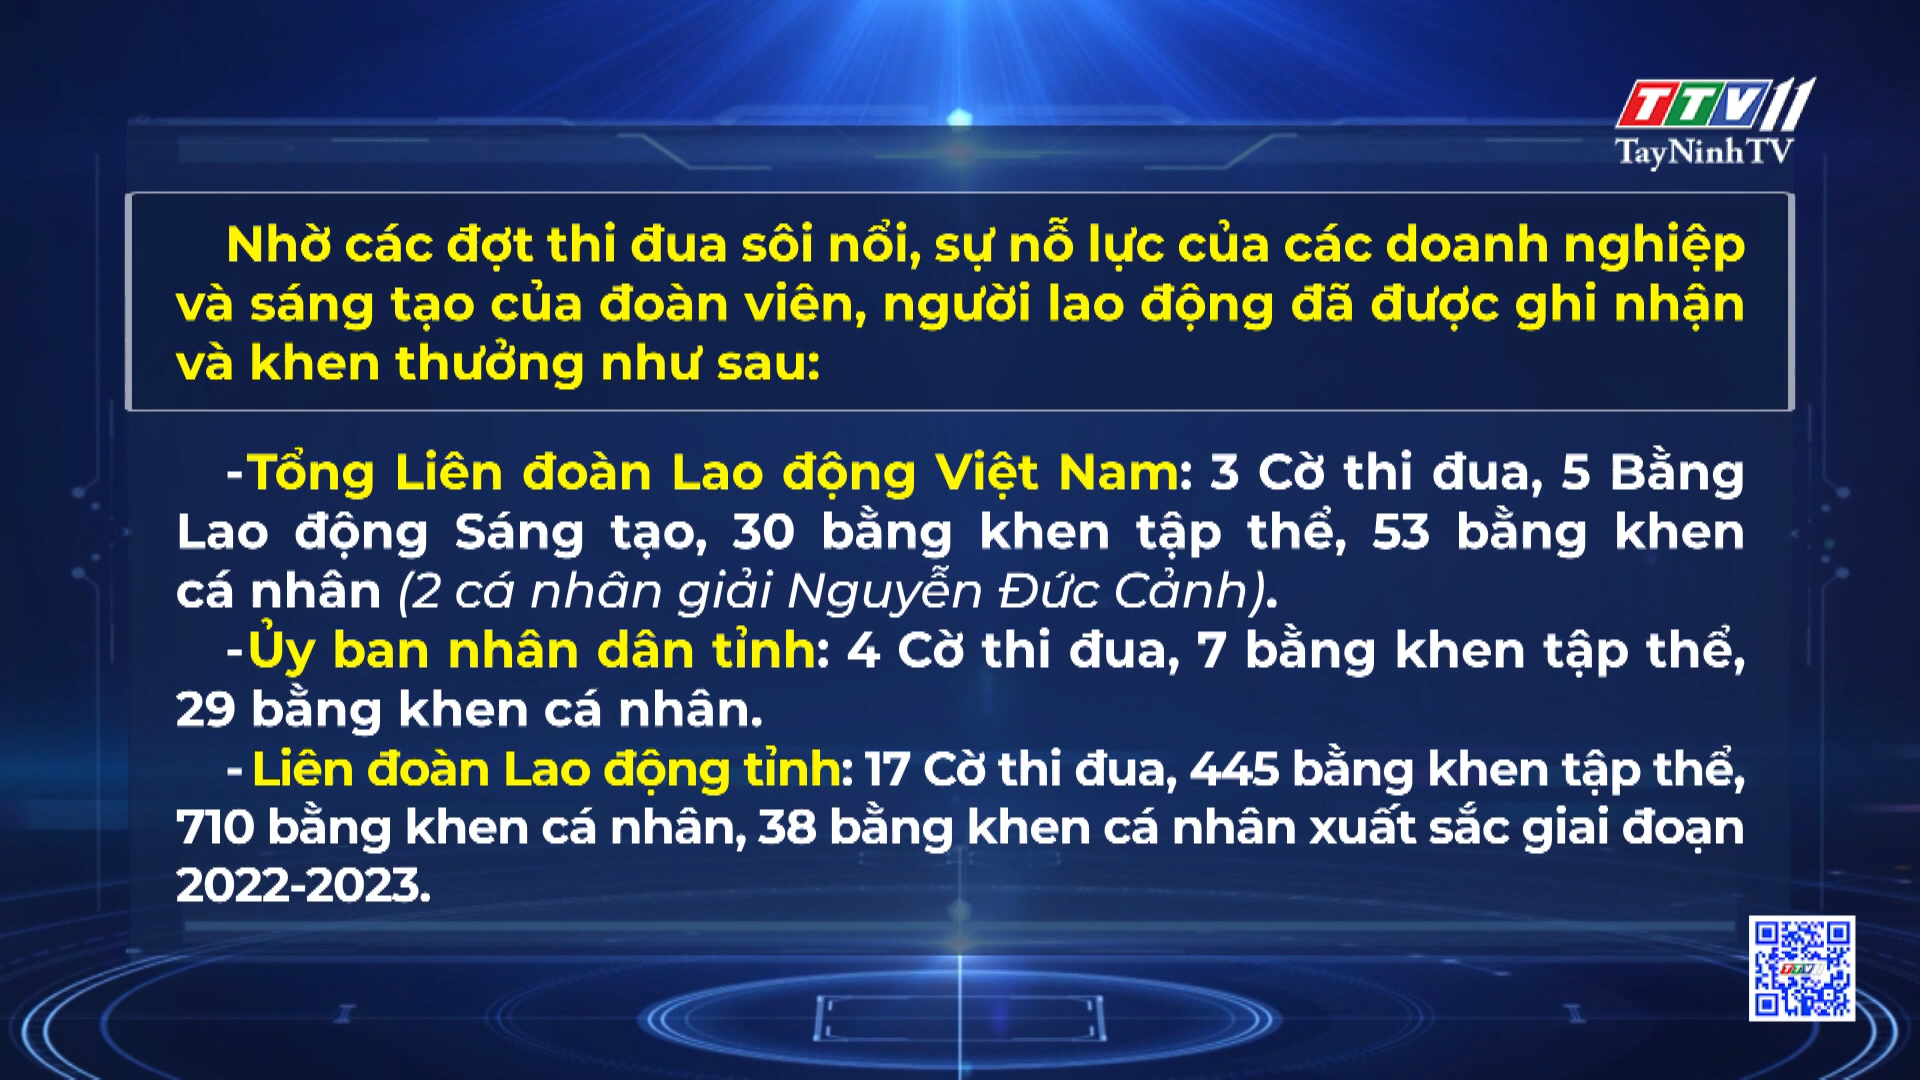 TTV11
TayNinhTV
Nhờ các đợt thi đua sôi nổi, sự nỗ lực của các doanh nghiệp
và sáng tạo của đoàn viên, người lao động đã được ghi nhận
và khen thưởng như sau:
-Tổng Liên đoàn Lao động Việt Nam: 3 Cờ thi đua, 5 Bằng
Lao động Sáng tạo, 30 bằng khen tập thể, 53 bằng khen
cá nhân (2 cá nhân giải Nguyễn Đức Cảnh).
-Ủy ban nhân dân tỉnh: 4 Cờ thi đua, 7 bằng khen tập thể,
29 bằng khen cá nhân.
- Liên đoàn Lao động tỉnh: 17 Cờ thi đua, 445 bằng khen tập thể,
710 bằng khen cá nhân, 38 bằng khen cá nhân xuất sắc giai đoạn
2022-2023.
TTV11